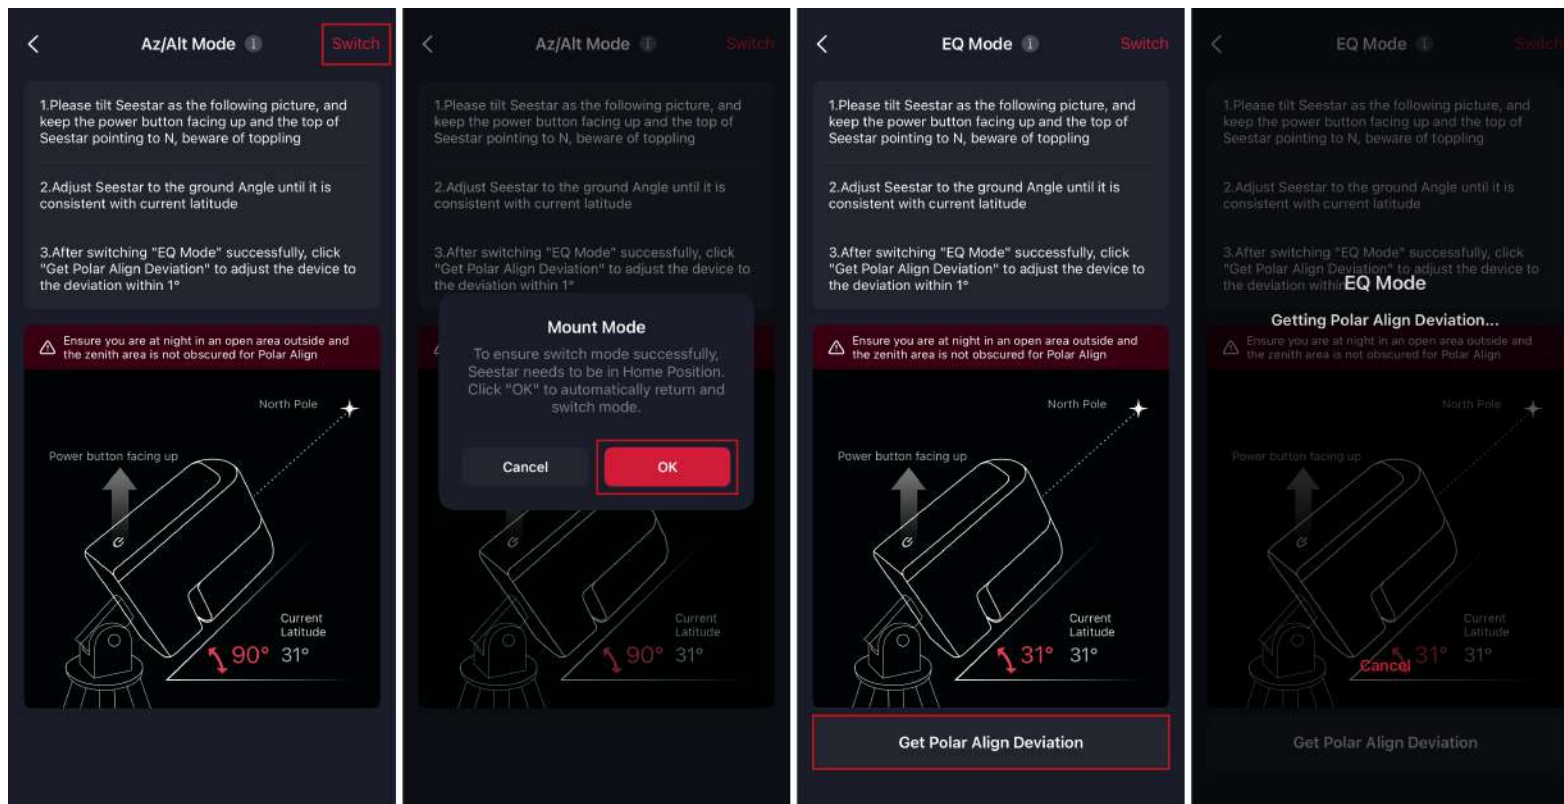 Az/Alt Mode
Switch
1.Please tilt Seestar as the following picture, and
keep the power button facing up and the top of
Seestar pointing to N, beware of toppling
2.Adjust Seestar to the ground Angle until it is
consistent with current latitude
3.After switching "EQ Mode" successfully, click
"Get Polar Align Deviation" to adjust the device to
the deviation within 1°
Ensure you are at night in an open area outside and
the zenith area is not obscured for Polar Align
North Pole
Power button facing up
Current
Latitude
90° 31°
Az/Alt Mode
Switch
1.Please tilt Seestar as the following picture, and
keep the power button facing up and the top of
Seestar pointing to N, beware of toppling
2.Adjust Seestar to the ground Angle until it is
consistent with current latitude
3.After switching "EQ Mode" successfully, click
"Get Polar Align Deviation" to adjust the device to
the deviation within 1°
Mount Mode
To ensure switch mode successfully,
Seestar needs to be in Home Position.
Click "OK" to automatically return and
switch mode.
Cancel
OK
Current
Latitude
90° 31°
EQ Mode
Switch
1.Please tilt Seestar as the following picture, and
keep the power button facing up and the top of
Seestar pointing to N, beware of toppling
2.Adjust Seestar to the ground Angle until it is
consistent with current latitude
3.After switching "EQ Mode" successfully, click
"Get Polar Align Deviation" to adjust the device to
the deviation within 1°
Ensure you are at night in an open area outside and
the zenith area is not obscured for Polar Align
North Pole
Power button facing up
Current
Latitude
31° 31°
Get Polar Align Deviation
EQ Mode
Switch
1.Please tilt Seestar as the following picture, and
keep the power button facing up and the top of
Seestar pointing to N, beware of toppling
2.Adjust Seestar to the ground Angle until it is
consistent with current latitude
3.After switching "EQ Mode" successfully, click
"Get Polar Align Deviation" to adjust the device to
the deviation within
EQ Mode
Getting Polar Align Deviation...
Ensure you are at night in an open area outside and
the zenith area is not obscured for Polar Align
North Pole
Power button facing up
Current
Latitude
31° 31°
Cancel
Get Polar Align Deviation